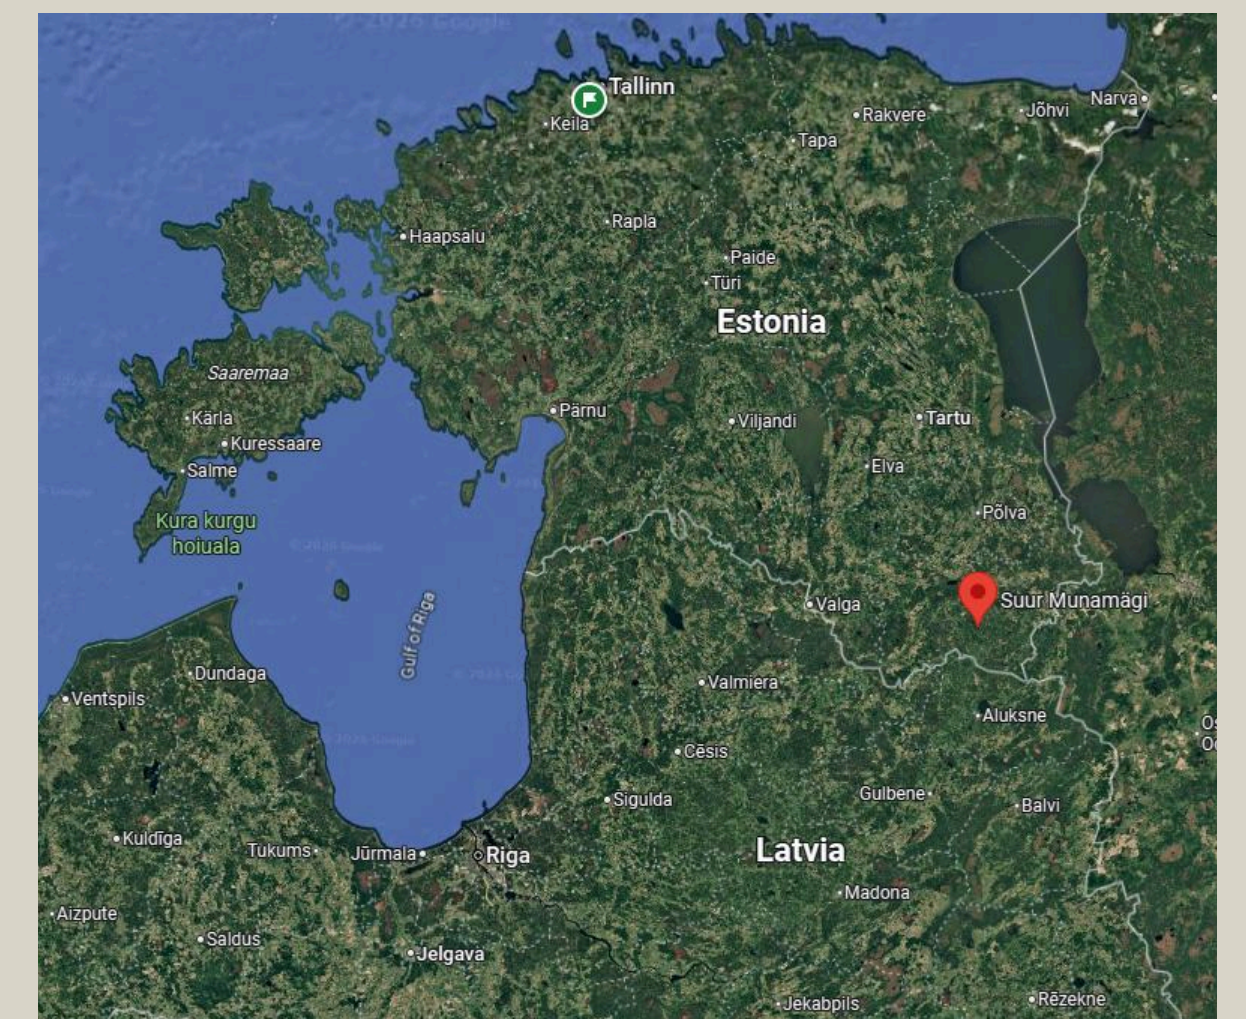 © 2026 Google
Tallinn
Keila
Rakvere
Jõhvi
Narva
Tapa
Rapla
Haapsalu
Paide
Türi
Estonia
Saaremaa
Kärla
Kuressaare
Salme
Pärnu
Viljandi
Tartu
Elva
Põlva
Kura kurgu
hoiuala
Gulf of Riga
Valga
Suur Munamägi
Dundaga
Ventspils
Valmiera
Aluksne
Cēsis
Sigulda
Gulbene
Balvi
Kuldīga
Tukums
Jūrmala
Riga
Latvia
Madona
Aizpute
Saldus
Jelgava
Jekabpils
Rēzekne